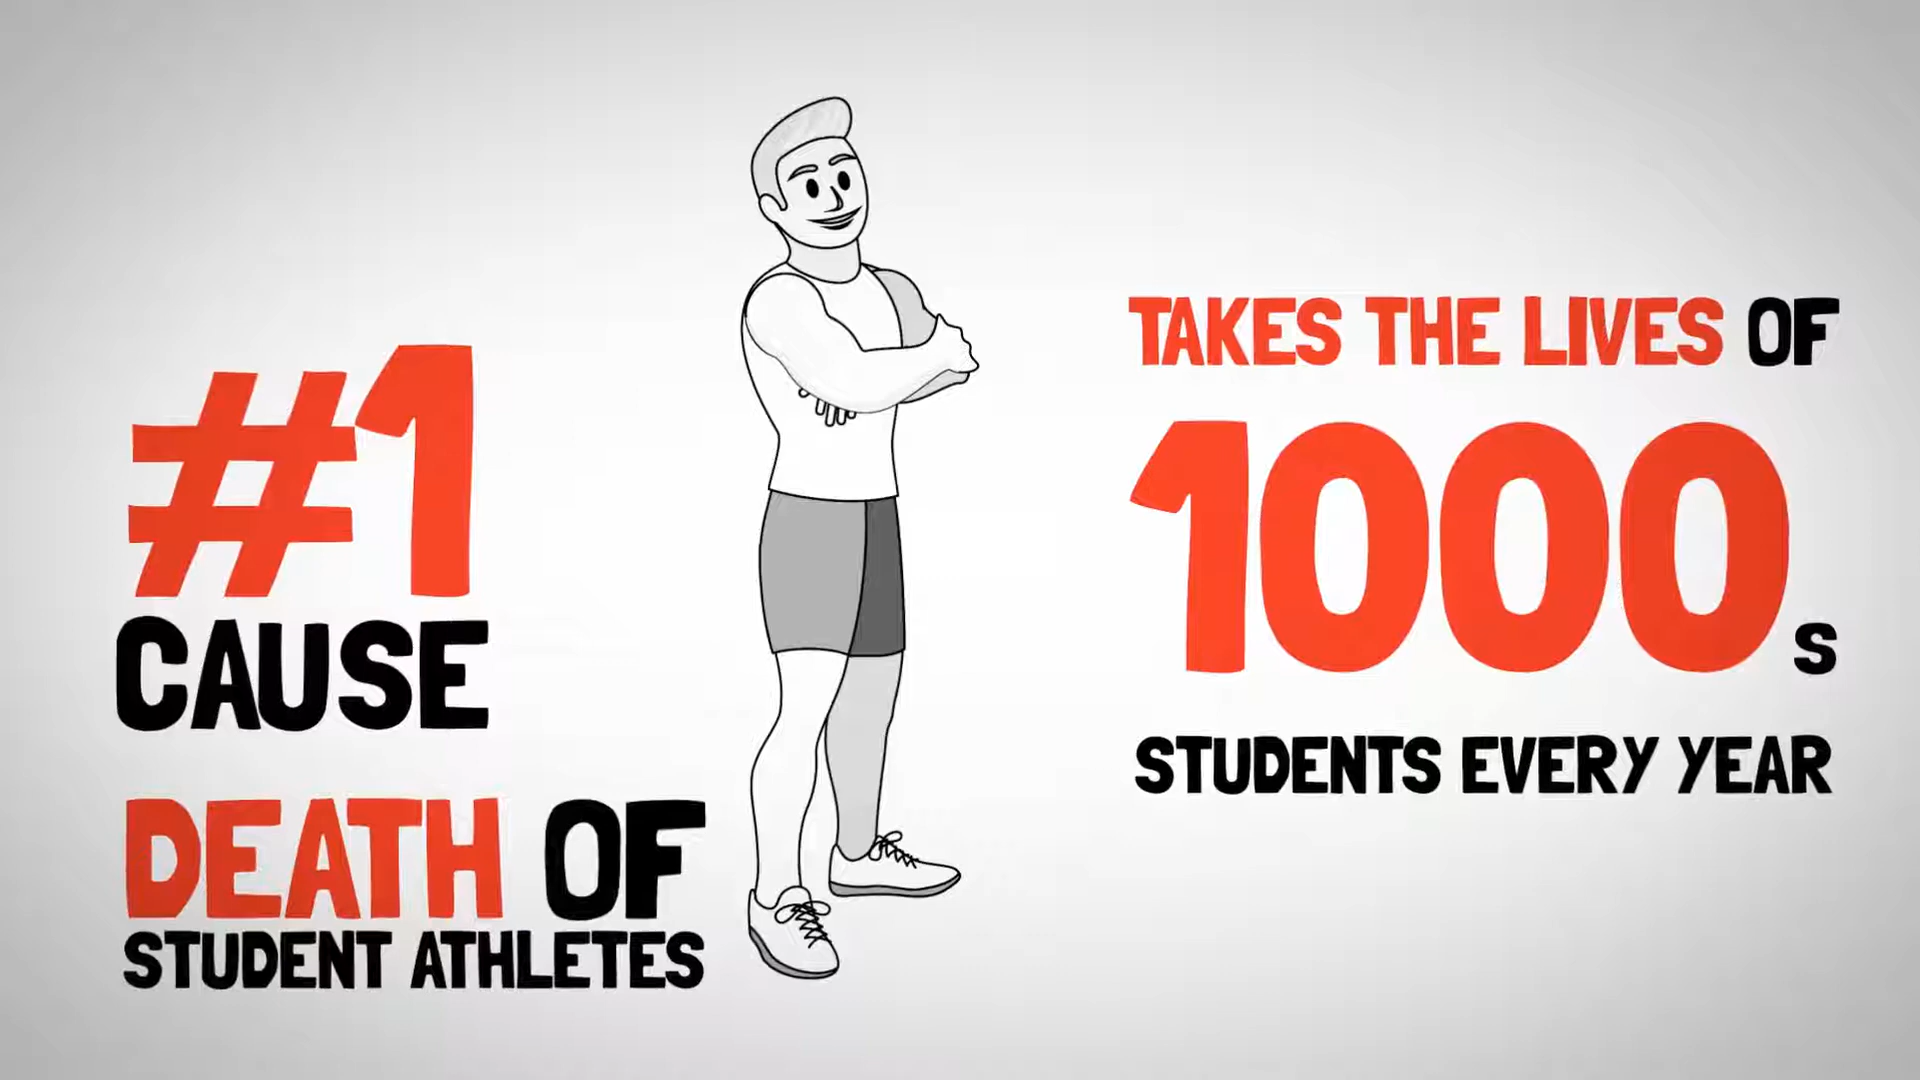 #1
CAUSE
DEATH OF
STUDENT ATHLETES
TAKES THE LIVES OF
1000s
STUDENTS EVERY YEAR